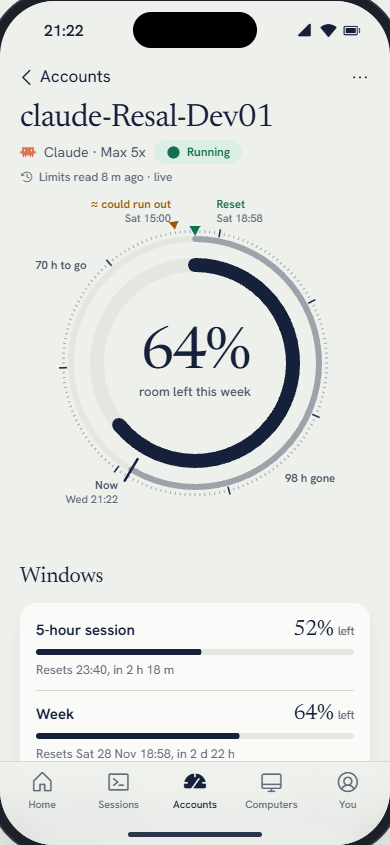 21:22
Accounts
claude-Resal-Dev01
Claude · Max 5x
Running
Limits read 8 m ago · live
≈ could run out
Sat 15:00
Reset
Sat 18:58
70 h to go
64%
room left this week
98 h gone
Now
Wed 21:22
Windows
5-hour session
52% left
Resets 23:40, in 2 h 18 m
Week
64% left
Resets Sat 28 Nov 18:58, in 2 d 22 h
Home
Sessions
Accounts
Computers
You